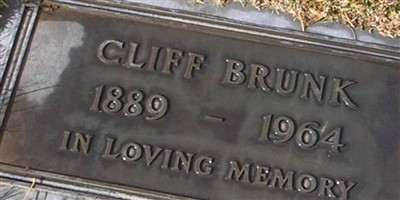 CLIFF BRUNK
1889 – 1964
IN LOVING MEMORY